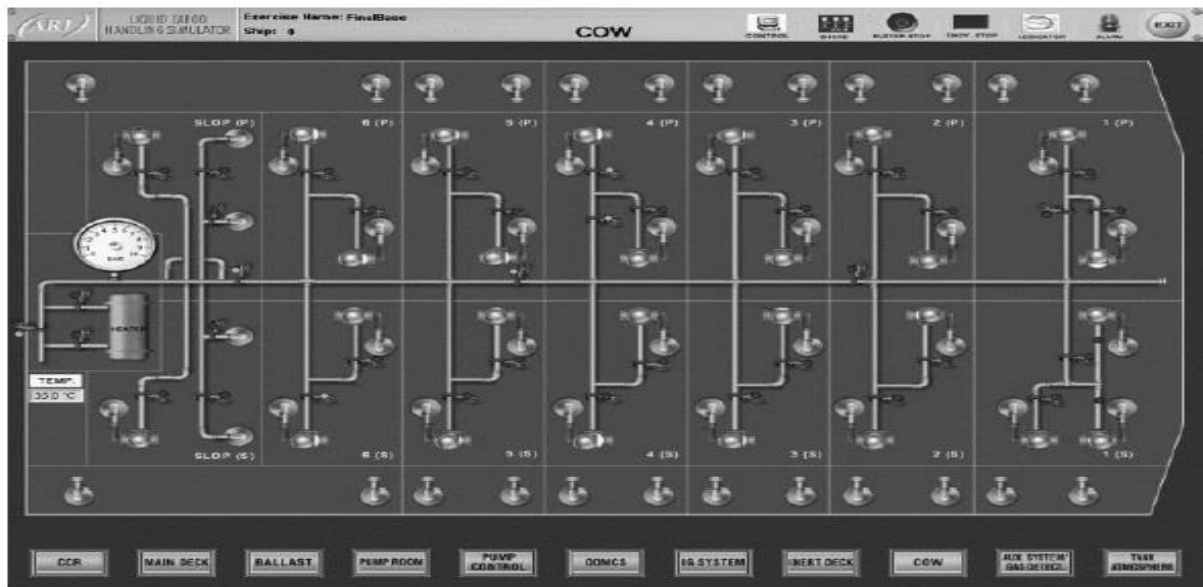 ARI
LIQUID CARGO
HANDLING SIMULATOR
Exercise Name: FinalBase
Ship: 4
COW
CONTROL
ALARM
EXIT
SLOP (P)
6 (P)
5 (P)
4 (P)
3 (P)
2 (P)
1 (P)
BAR
HEATER
TEMP.
35.0 °C
SLOP (S)
6 (S)
5 (S)
4 (S)
3 (S)
2 (S)
1 (S)
CCR
MAIN DECK
BALLAST
PUMP ROOM
PUMP
CONTROL
ODMCS
IG SYSTEM
INERT DECK
COW
AUX. SYSTEM/
GAS DETECT.
TANK
ATMOSPHERE